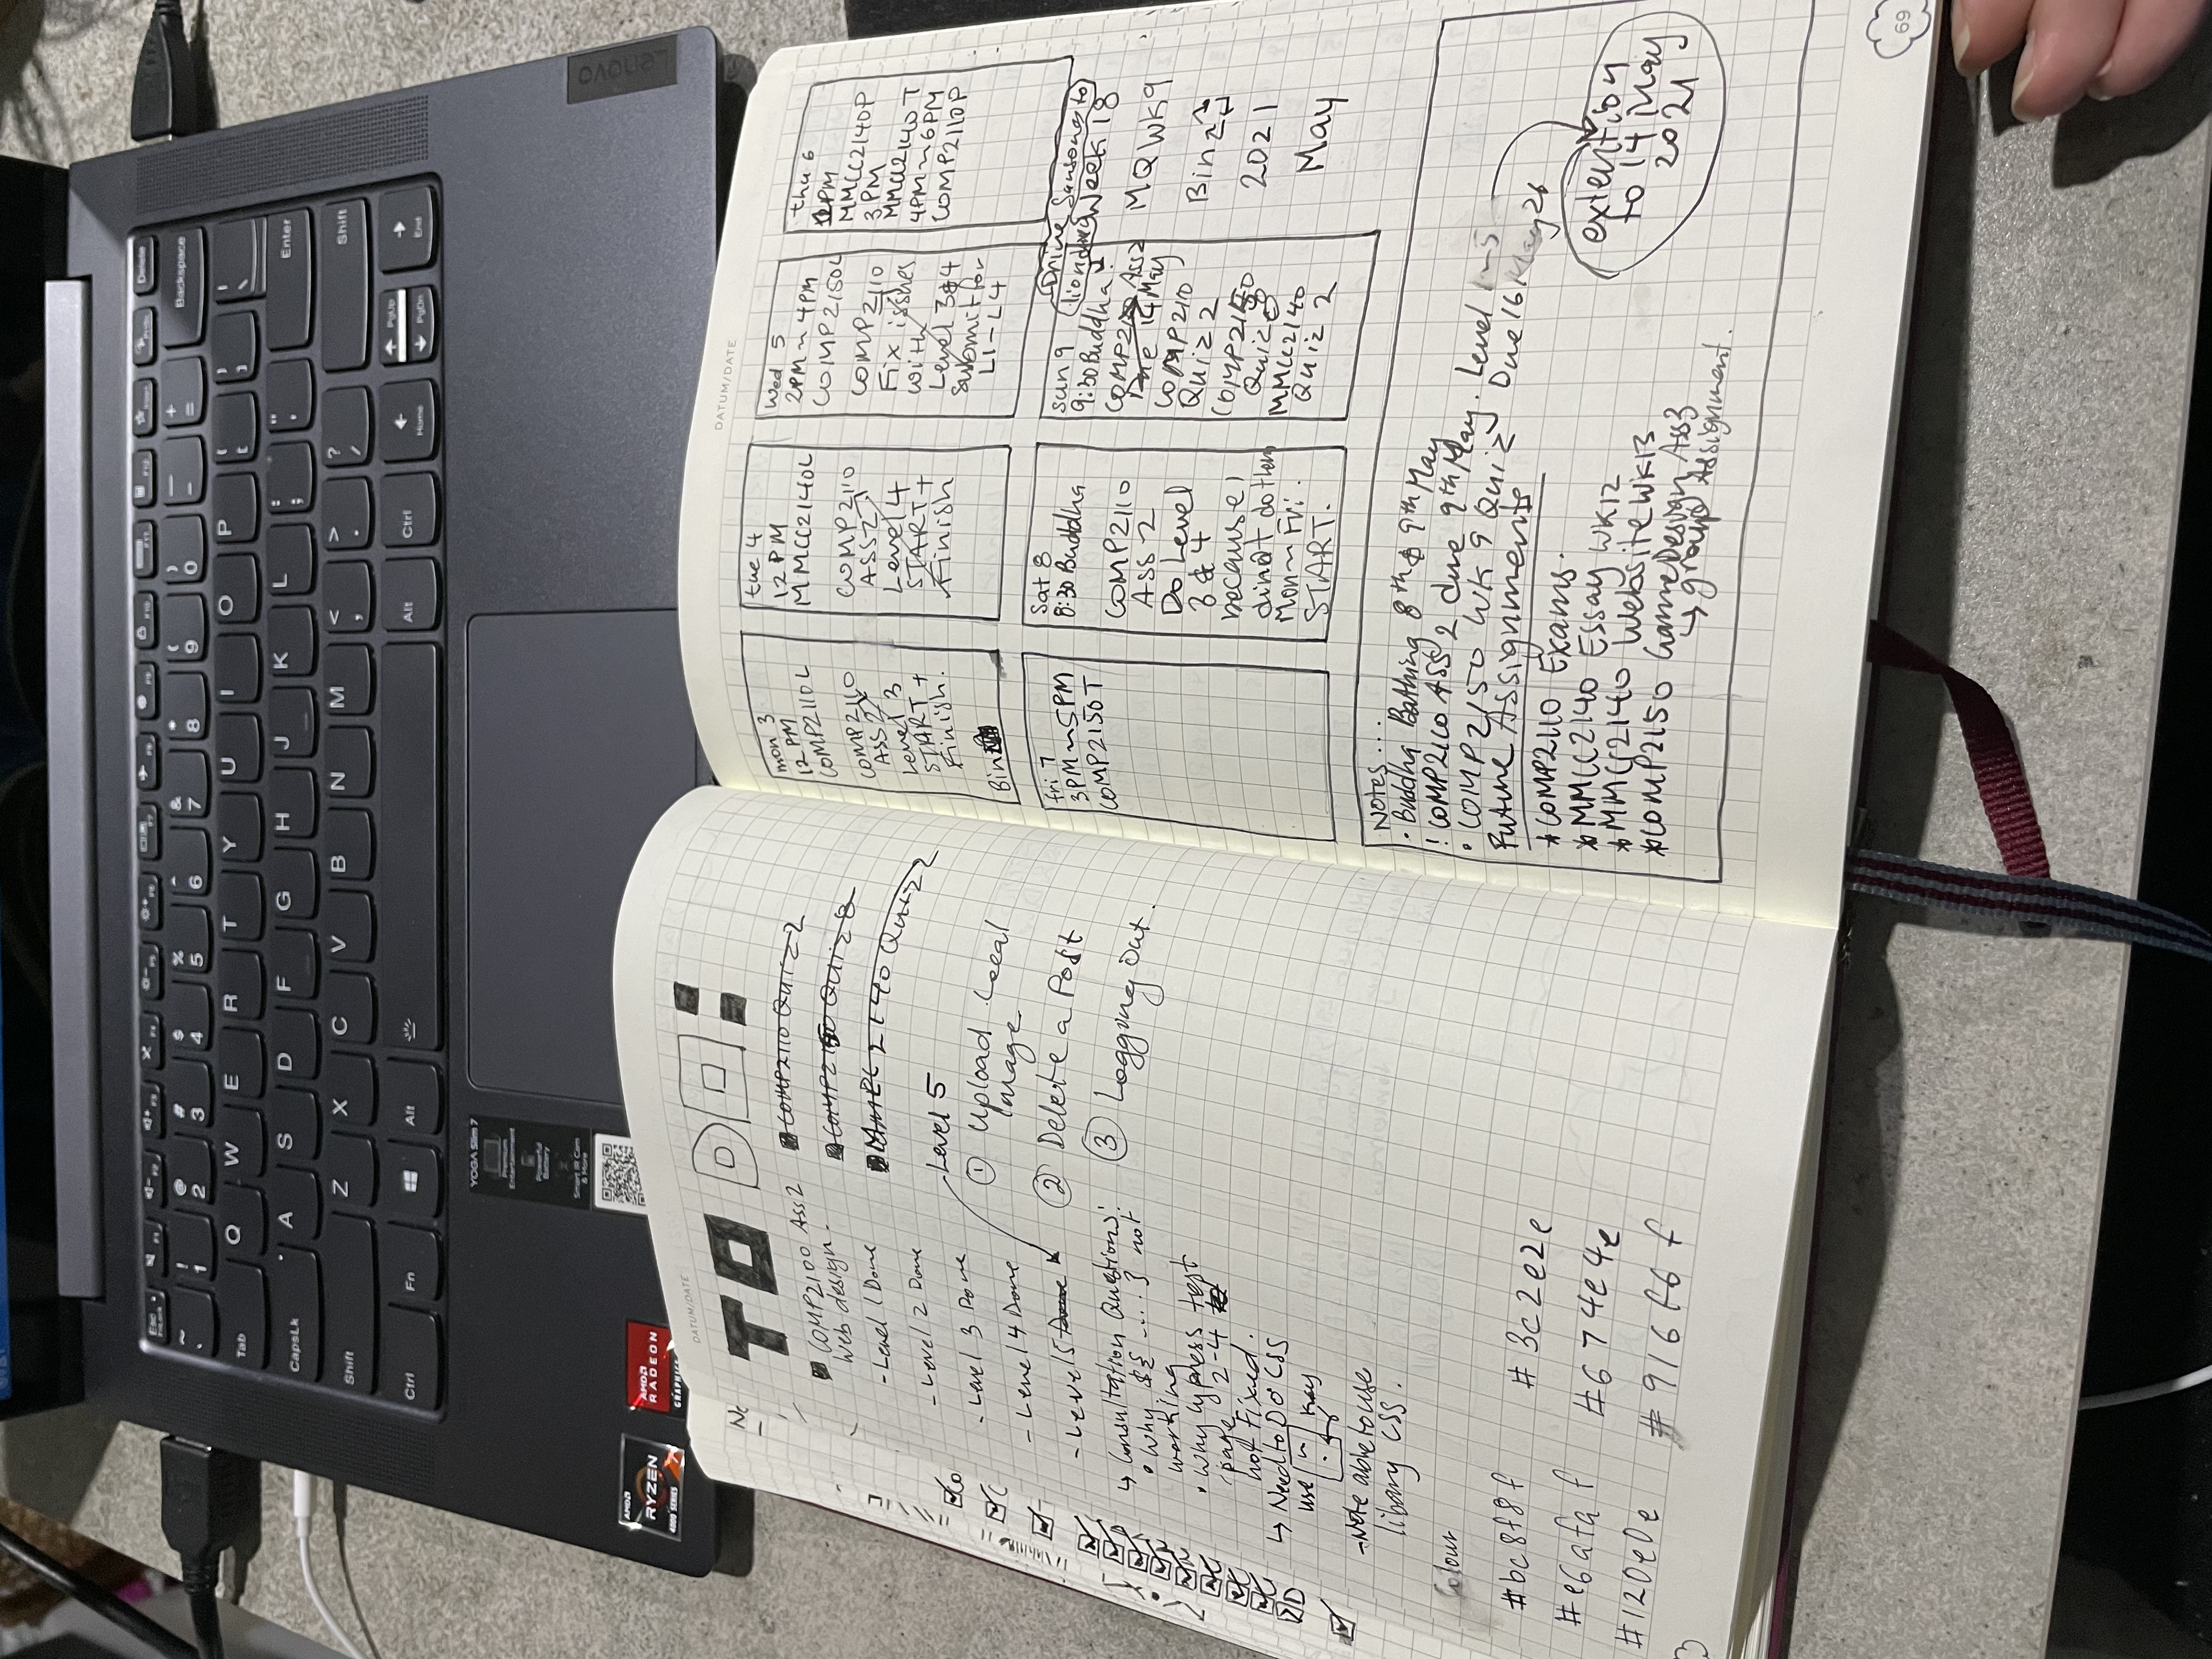 Esc
F1
F2
F3
F4
F5
F6
F7
F8
F9
F10
F11
F12
Insert
PrtSc
Delete
~ `
! 1
@ 2
# 3
$ 4
% 5
^ 6
& 7
* 8
( 9
) 0
— -
+ =
Backspace
Tab
Q W E R T Y U I O P { [ } ] | \
CapsLk
A S D F G H J K L : ; " '
Enter
Shift
Z X C V B N M < , > . ? /
Shift
Ctrl
Fn
Alt
Alt
Ctrl
Home
PgUp
PgDn
End
YOGA Slim 7
Premium
Entertainment
Powerful
Battery
Smart IR Cam
& More
Lenovo
AMD
RYZEN
4000 SERIES
AMD
RADEON
GRAPHICS
DATUM/DATE
TO DO:
COMP2100 Ass2
Web design.
- Level 1 Done
- Level 2 Done
- Level 3 Done
- Level 4 Done
- Level 5 Done
↳ Consultation Questions:
• Why ${ .... } not
working
• Why cypress test
page 2-4
not Fixed.
↳ Need to DO CSS
use key
- Note able to use
libary CSS.
COMP2110 Quiz 2
COMP2150 Quiz 8
MMCC2140 Quiz 2
Level 5
① Upload Local
Image
② Delete a Post
③ Logging out.
Colour
#bc8f8f
#3c2e2e
#e6afaf
#674e4e
#120e0e
#916f6f
DATUM/DATE
mon 3
12 PM
COMP2110L
COMP2110
ASS 2
Level 3
START +
Finish.
Bin
tue 4
12 PM
MMCC2140L
COMP2110
ASS2
Level 4
START +
Finish
Wed 5
2PM ~ 4PM
COMP2150L
COMP2110
Fix issues
with
Level 3&4
Submit for
L1-L4
thu 6
PM
MMCC2140P
3 PM
MMCC2140T
4PM ~ 6PM
COMP2110P
fri 7
3PM ~ 5PM
COMP2150T
Sat 8
8:30 Buddha
COMP2110
ASS 2
Do Level
3 & 4
because I
din@t do them
Mon ~ Fri.
START.
sun 9
9:30 Buddha!
COMP2110 Ass2
Due 14 May
COMP2110
Quiz 2
COMP2150
Quiz 8
MMCC2140
Quiz 2
Week 18
MQ WK9
Bin
2021
May
Notes ...
• Buddha Bathing 8th & 9th May
! COMP2110 ASS 2 due 9th May. Level 1~5
• COMP2150 WK 9 Quiz Due 16 May
Future Assignments
*COMP2110 Exams.
*MMCC2140 Essay WK12
*MMCC2140 Website WK13
*COMP2150 Game Design Ass3
↳ group Assignment.
extention
to 14 May
2021
69